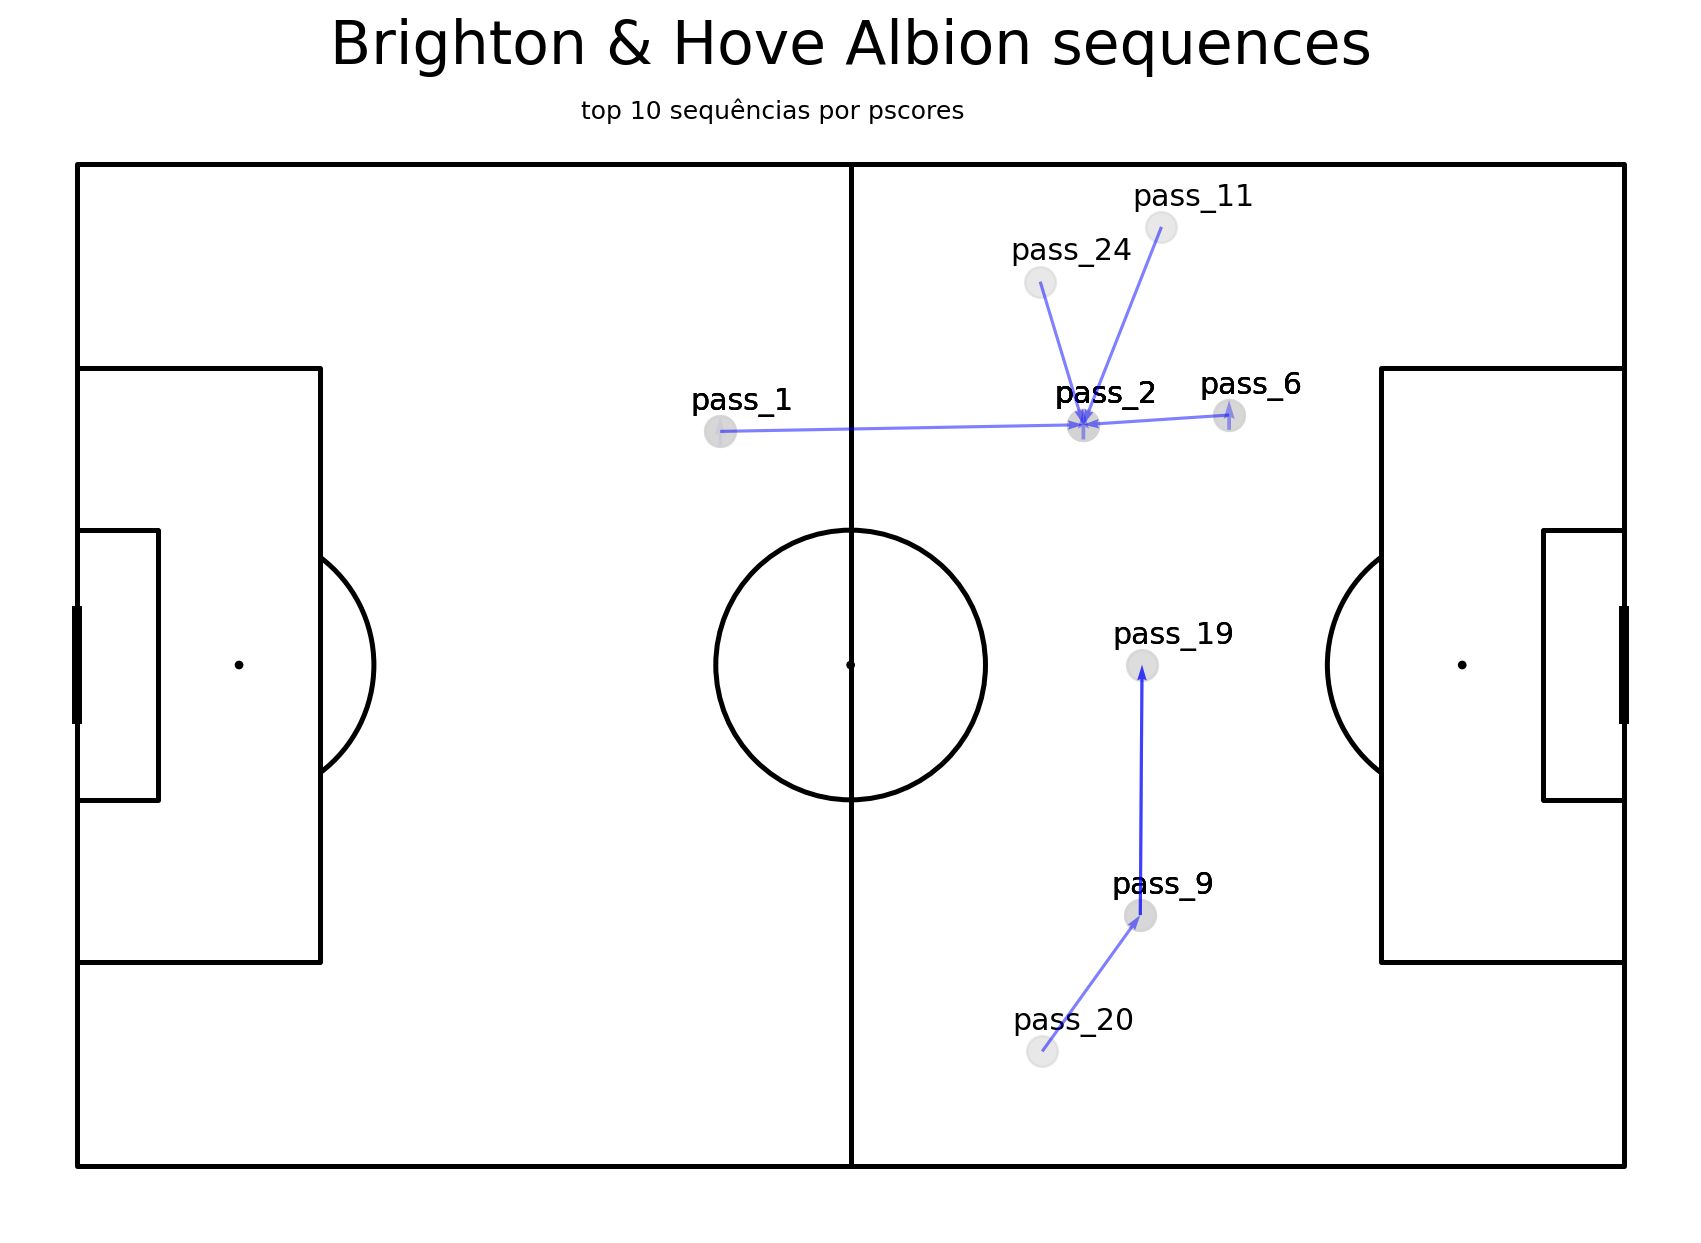 Brighton & Hove Albion sequences
top 10 sequências por pscores
pass_11
pass_24
pass_6
pass_2
pass_1
pass_19
pass_9
pass_20